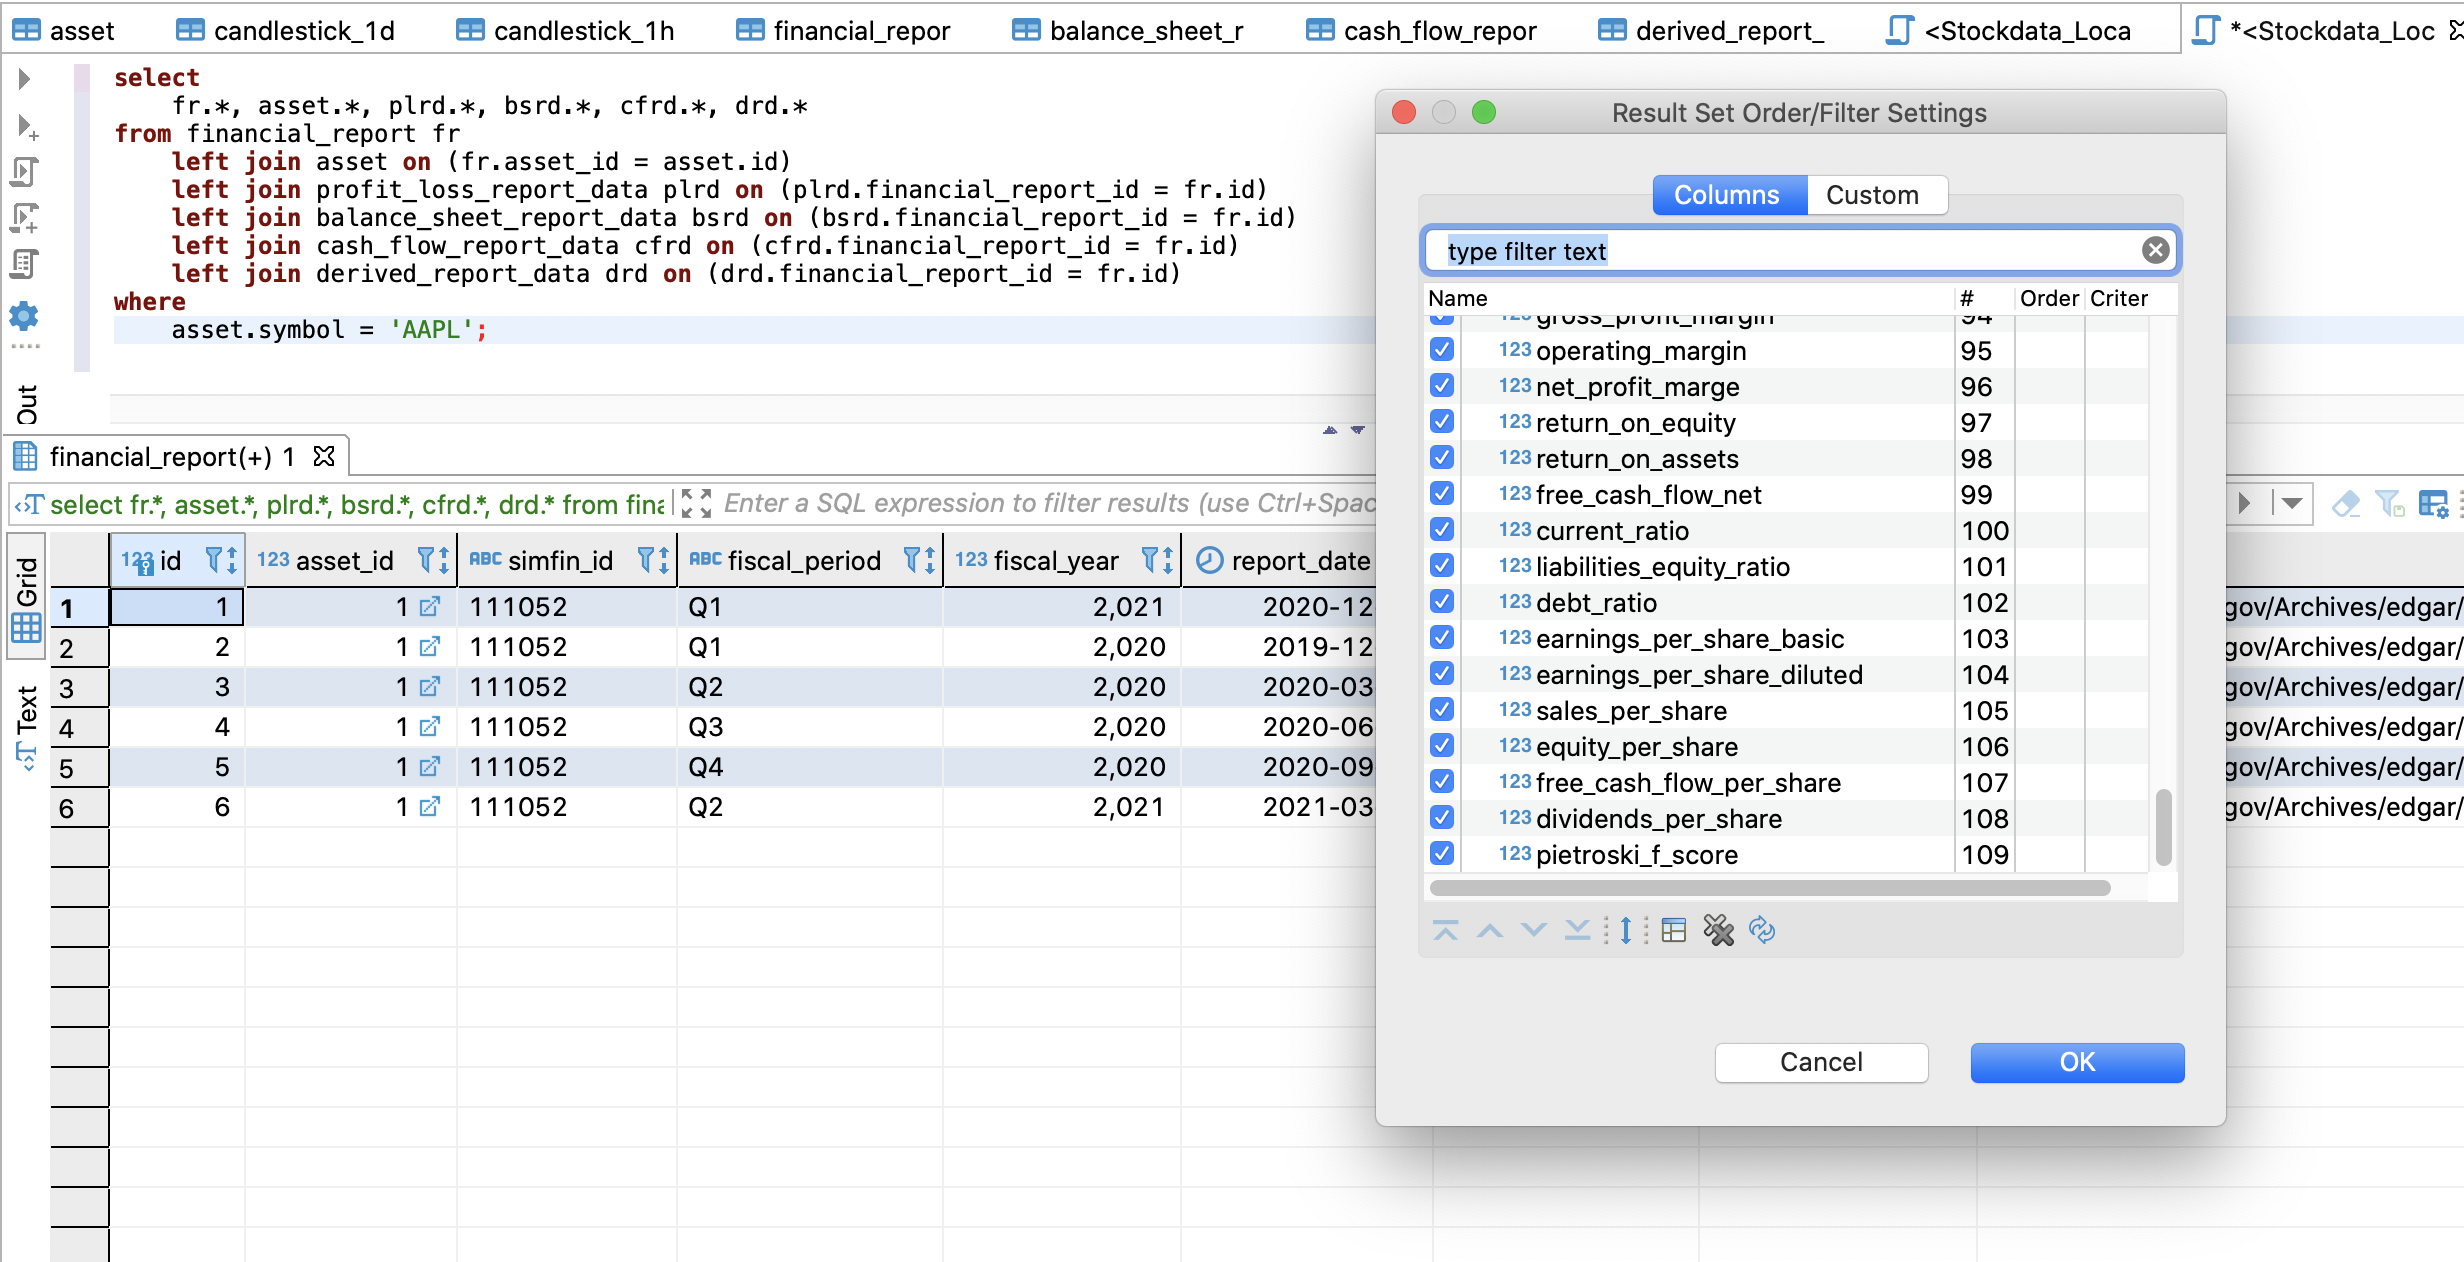 asset candlestick_1d candlestick_1h financial_repor balance_sheet_r cash_flow_repor derived_report_ <Stockdata_Loca *<Stockdata_Loc
select
fr.*, asset.*, plrd.*, bsrd.*, cfrd.*, drd.*
from financial_report fr
left join asset on (fr.asset_id = asset.id)
left join profit_loss_report_data plrd on (plrd.financial_report_id = fr.id)
left join balance_sheet_report_data bsrd on (bsrd.financial_report_id = fr.id)
left join cash_flow_report_data cfrd on (cfrd.financial_report_id = fr.id)
left join derived_report_data drd on (drd.financial_report_id = fr.id)
where
asset.symbol = 'AAPL';
Out
financial_report(+) 1
select fr.*, asset.*, plrd.*, bsrd.*, cfrd.*, drd.* from fina Enter a SQL expression to filter results (use Ctrl+Spac
Grid
Text
123 id 123 asset_id ABC simfin_id ABC fiscal_period 123 fiscal_year report_date
1 1 1 111052 Q1 2,021 2020-12 gov/Archives/edgar/
2 2 1 111052 Q1 2,020 2019-12 gov/Archives/edgar/
3 3 1 111052 Q2 2,020 2020-03 gov/Archives/edgar/
4 4 1 111052 Q3 2,020 2020-06 gov/Archives/edgar/
5 5 1 111052 Q4 2,020 2020-09 gov/Archives/edgar/
6 6 1 111052 Q2 2,021 2021-03 gov/Archives/edgar/
Result Set Order/Filter Settings
Columns Custom
type filter text
Name # Order Criter
123 gross_profit_margin 94
123 operating_margin 95
123 net_profit_marge 96
123 return_on_equity 97
123 return_on_assets 98
123 free_cash_flow_net 99
123 current_ratio 100
123 liabilities_equity_ratio 101
123 debt_ratio 102
123 earnings_per_share_basic 103
123 earnings_per_share_diluted 104
123 sales_per_share 105
123 equity_per_share 106
123 free_cash_flow_per_share 107
123 dividends_per_share 108
123 pietroski_f_score 109
Cancel OK